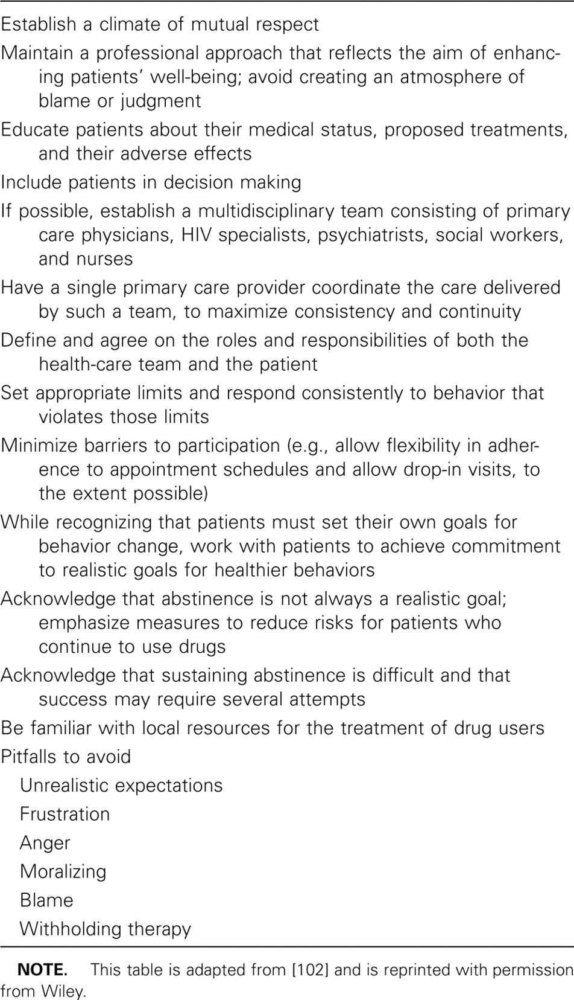 Establish a climate of mutual respect
Maintain a professional approach that reflects the aim of enhanc-
ing patients’ well-being; avoid creating an atmosphere of
blame or judgment
Educate patients about their medical status, proposed treatments,
and their adverse effects
Include patients in decision making
If possible, establish a multidisciplinary team consisting of primary
care physicians, HIV specialists, psychiatrists, social workers,
and nurses
Have a single primary care provider coordinate the care delivered
by such a team, to maximize consistency and continuity
Define and agree on the roles and responsibilities of both the
health-care team and the patient
Set appropriate limits and respond consistently to behavior that
violates those limits
Minimize barriers to participation (e.g., allow flexibility in adher-
ence to appointment schedules and allow drop-in visits, to
the extent possible)
While recognizing that patients must set their own goals for
behavior change, work with patients to achieve commitment
to realistic goals for healthier behaviors
Acknowledge that abstinence is not always a realistic goal;
emphasize measures to reduce risks for patients who
continue to use drugs
Acknowledge that sustaining abstinence is difficult and that
success may require several attempts
Be familiar with local resources for the treatment of drug users
Pitfalls to avoid
Unrealistic expectations
Frustration
Anger
Moralizing
Blame
Withholding therapy
NOTE. This table is adapted from [102] and is reprinted with permission
from Wiley.